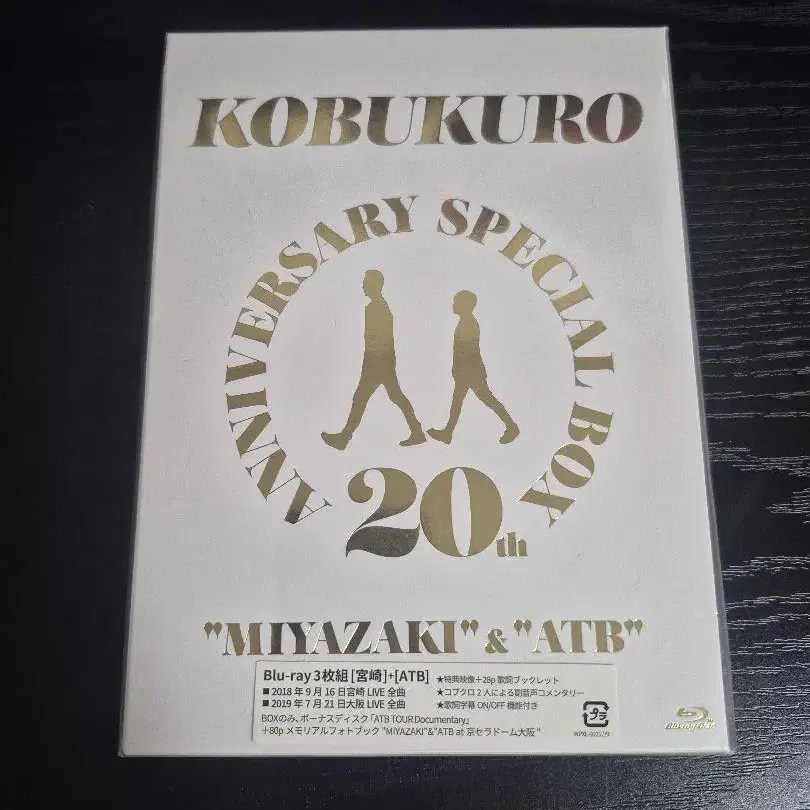 KOBUKURO
ANNIVERSARY SPECIAL BOX
20th
"MIYAZAKI" & "ATB"
Blu-ray 3枚組 [宮崎]+[ATB]
■ 2018 年 9 月 16 日宮崎 LIVE 全曲
■ 2019 年 7 月 21 日大阪 LIVE 全曲
★特典映像+28p 歌詞ブックレット
★コブクロ 2 人による副音声コメンタリー
★歌詞字幕 ON/OFF 機能付き
BOXのみ、ボーナスディスク「ATB TOUR Documentary」
+80p メモリアルフォトブック "MIYAZAKI"&"ATB at 京セラドーム大阪"
プラ
Blu-ray Disc